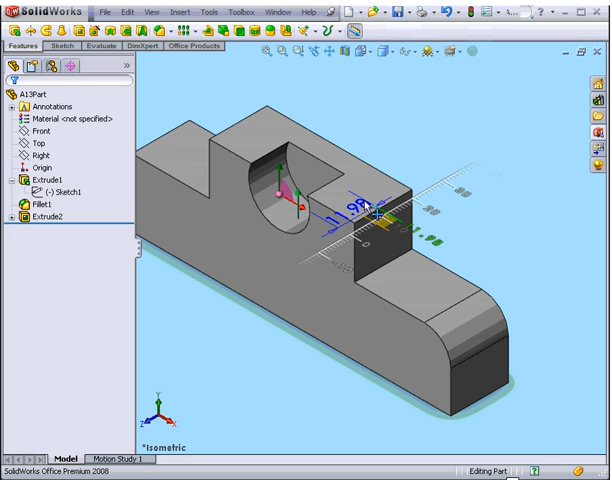 SolidWorks File Edit View Insert Tools Toolbox Window Help
Features Sketch Evaluate DimXpert Office Products
A13Part
Annotations
Material <not specified>
Front
Top
Right
Origin
Extrude1
(-) Sketch1
Fillet1
Extrude2
11.98
0
Y
Z X
*Isometric
Model Motion Study 1
SolidWorks Office Premium 2008 Editing Part